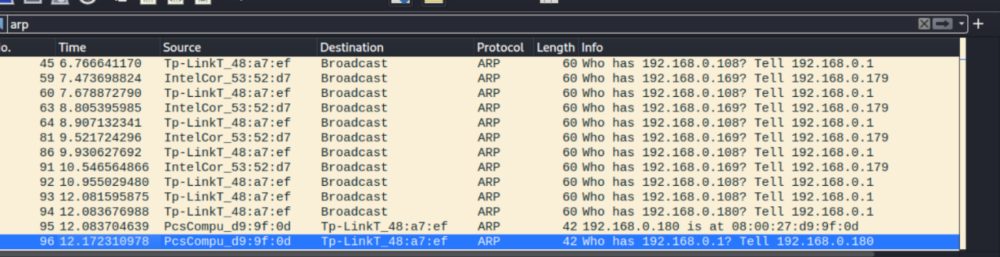 arp
o. Time Source Destination Protocol Length Info
45 6.766641170 Tp-LinkT_48:a7:ef Broadcast ARP 60 Who has 192.168.0.108? Tell 192.168.0.1
59 7.473698824 IntelCor_53:52:d7 Broadcast ARP 60 Who has 192.168.0.169? Tell 192.168.0.179
60 7.678872790 Tp-LinkT_48:a7:ef Broadcast ARP 60 Who has 192.168.0.108? Tell 192.168.0.1
63 8.805395985 IntelCor_53:52:d7 Broadcast ARP 60 Who has 192.168.0.169? Tell 192.168.0.179
64 8.907132341 Tp-LinkT_48:a7:ef Broadcast ARP 60 Who has 192.168.0.108? Tell 192.168.0.1
81 9.521724296 IntelCor_53:52:d7 Broadcast ARP 60 Who has 192.168.0.169? Tell 192.168.0.179
86 9.930627692 Tp-LinkT_48:a7:ef Broadcast ARP 60 Who has 192.168.0.108? Tell 192.168.0.1
91 10.546564866 IntelCor_53:52:d7 Broadcast ARP 60 Who has 192.168.0.169? Tell 192.168.0.179
92 10.955029480 Tp-LinkT_48:a7:ef Broadcast ARP 60 Who has 192.168.0.108? Tell 192.168.0.1
93 12.081595875 Tp-LinkT_48:a7:ef Broadcast ARP 60 Who has 192.168.0.108? Tell 192.168.0.1
94 12.083676988 Tp-LinkT_48:a7:ef Broadcast ARP 60 Who has 192.168.0.180? Tell 192.168.0.1
95 12.083704639 PcsCompu_d9:9f:0d Tp-LinkT_48:a7:ef ARP 42 192.168.0.180 is at 08:00:27:d9:9f:0d
96 12.172310978 PcsCompu_d9:9f:0d Tp-LinkT_48:a7:ef ARP 42 Who has 192.168.0.1? Tell 192.168.0.180